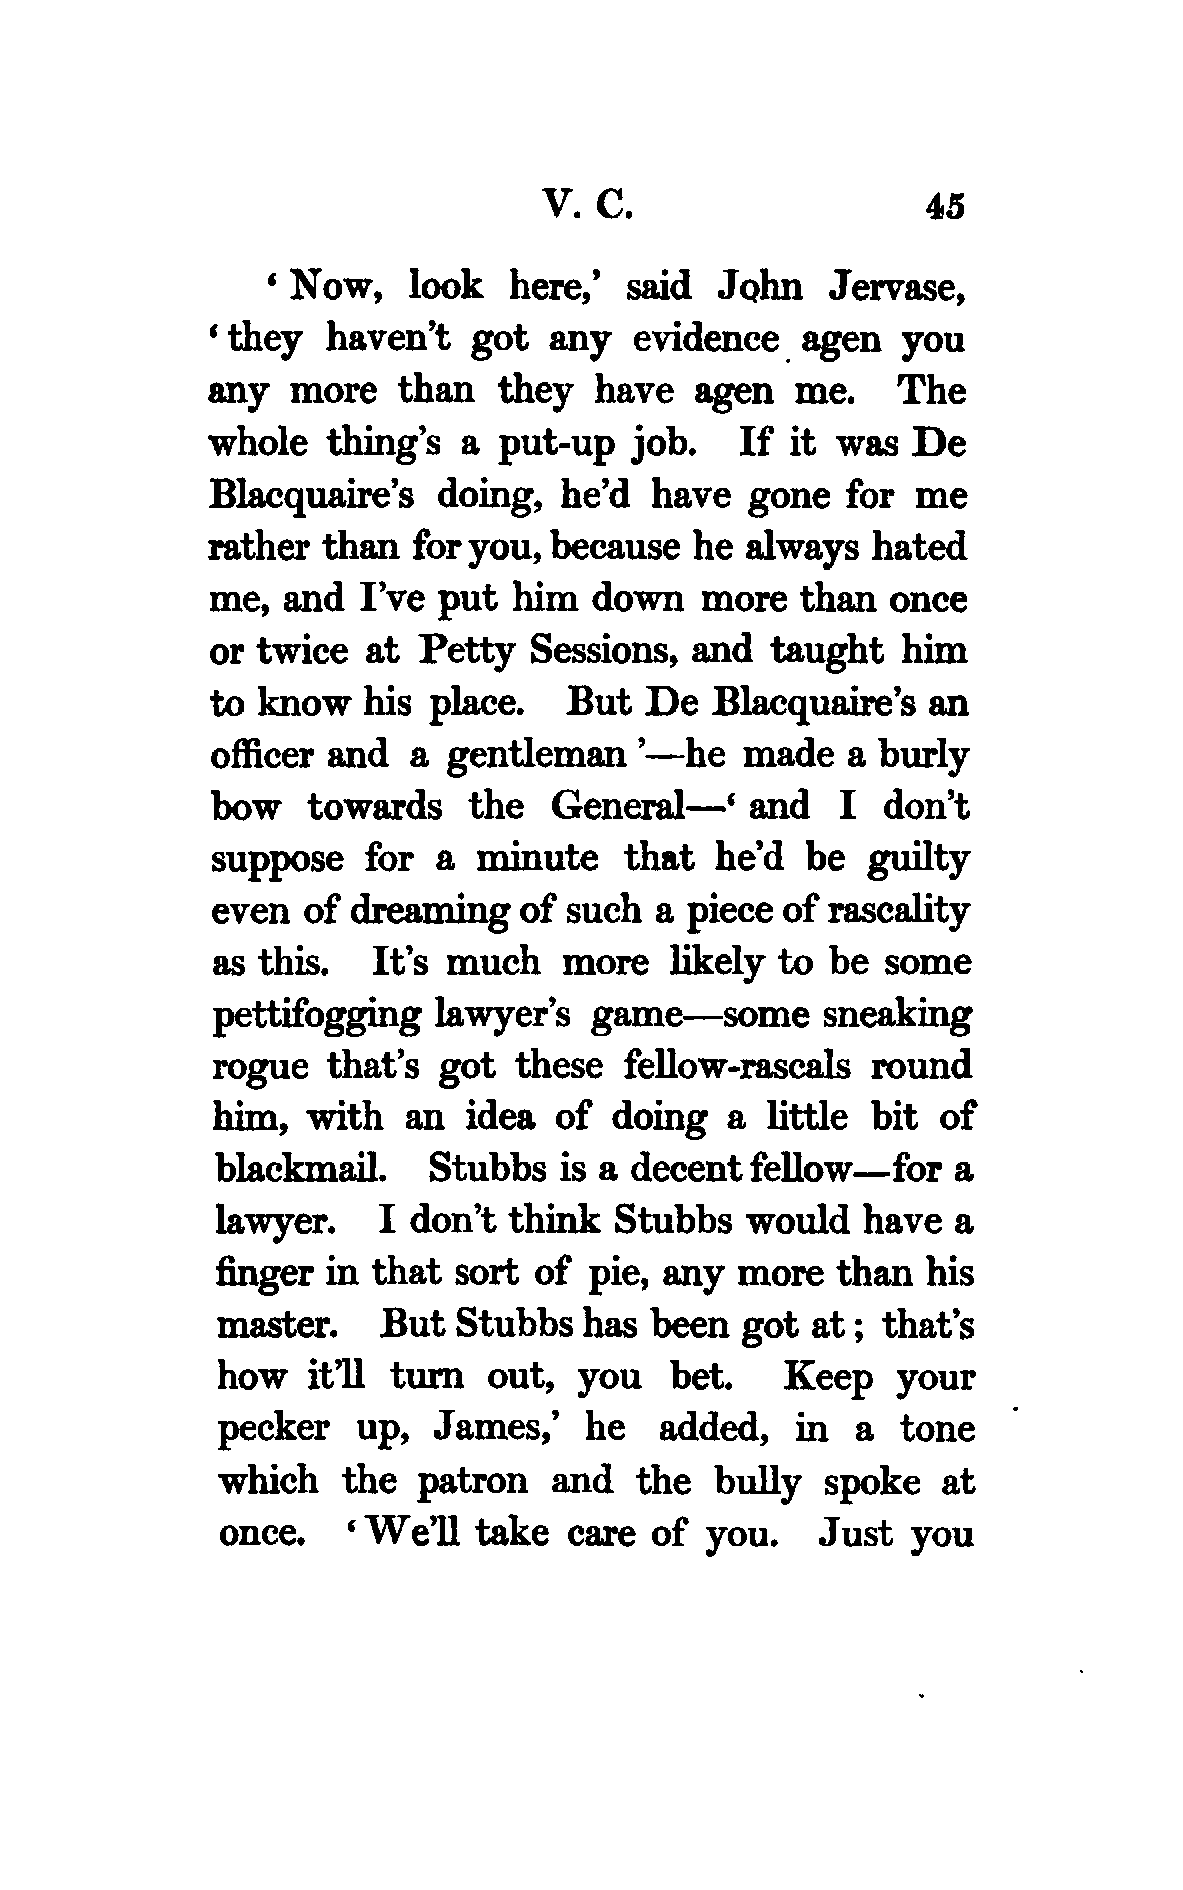 V. C. 45
‘ Now, look here,’ said John Jervase,
‘ they haven’t got any evidence agen you
any more than they have agen me. The
whole thing’s a put-up job. If it was De
Blacquaire’s doing, he’d have gone for me
rather than for you, because he always hated
me, and I’ve put him down more than once
or twice at Petty Sessions, and taught him
to know his place. But De Blacquaire’s an
officer and a gentleman ’—he made a burly
bow towards the General—‘ and I don’t
suppose for a minute that he’d be guilty
even of dreaming of such a piece of rascality
as this. It’s much more likely to be some
pettifogging lawyer’s game—some sneaking
rogue that’s got these fellow-rascals round
him, with an idea of doing a little bit of
blackmail. Stubbs is a decent fellow—for a
lawyer. I don’t think Stubbs would have a
finger in that sort of pie, any more than his
master. But Stubbs has been got at ; that’s
how it’ll turn out, you bet. Keep your
pecker up, James,’ he added, in a tone
which the patron and the bully spoke at
once. ‘ We’ll take care of you. Just you